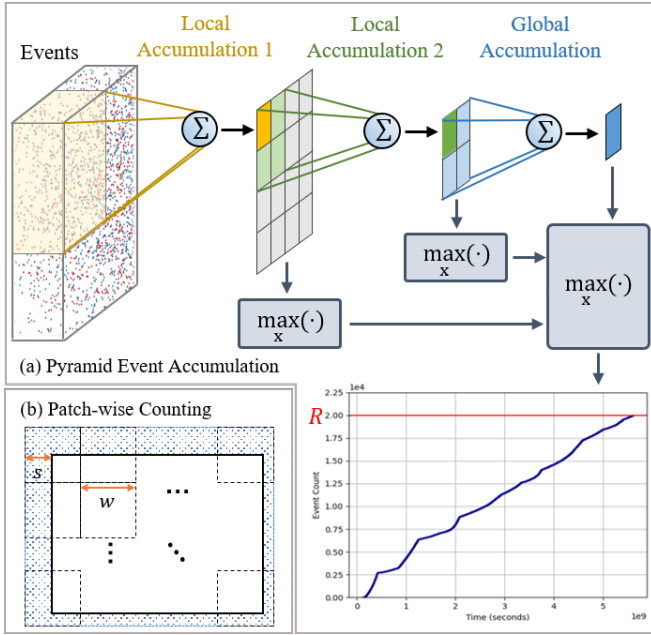 Events
Local
Accumulation 1
Local
Accumulation 2
Global
Accumulation
Σ
Σ
Σ
max(·)
x
max(·)
x
max(·)
x
(a) Pyramid Event Accumulation
(b) Patch-wise Counting
s
w
...
⋮
⋱
1e4
R
2.25
2.00
1.75
1.50
1.25
1.00
0.75
0.50
0.25
0.00
Event Count
0
1
2
3
4
5
Time (seconds)
1e9